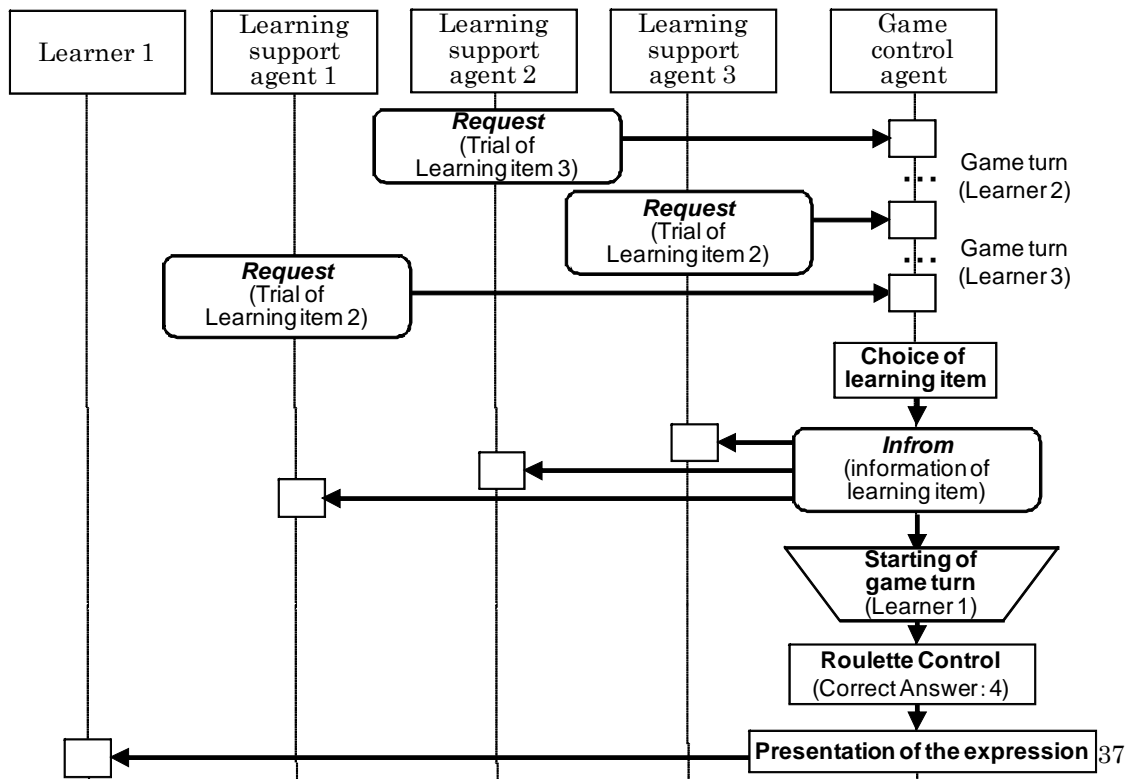 Learner 1
Learning
support
agent 1
Learning
support
agent 2
Learning
support
agent 3
Game
control
agent
Request
(Trial of
Learning item 3)
Game turn
(Learner 2)
Request
(Trial of
Learning item 2)
Game turn
(Learner 3)
Request
(Trial of
Learning item 2)
Choice of
learning item
Infrom
(information of
learning item)
Starting of
game turn
(Learner 1)
Roulette Control
(Correct Answer : 4)
Presentation of the expression
37